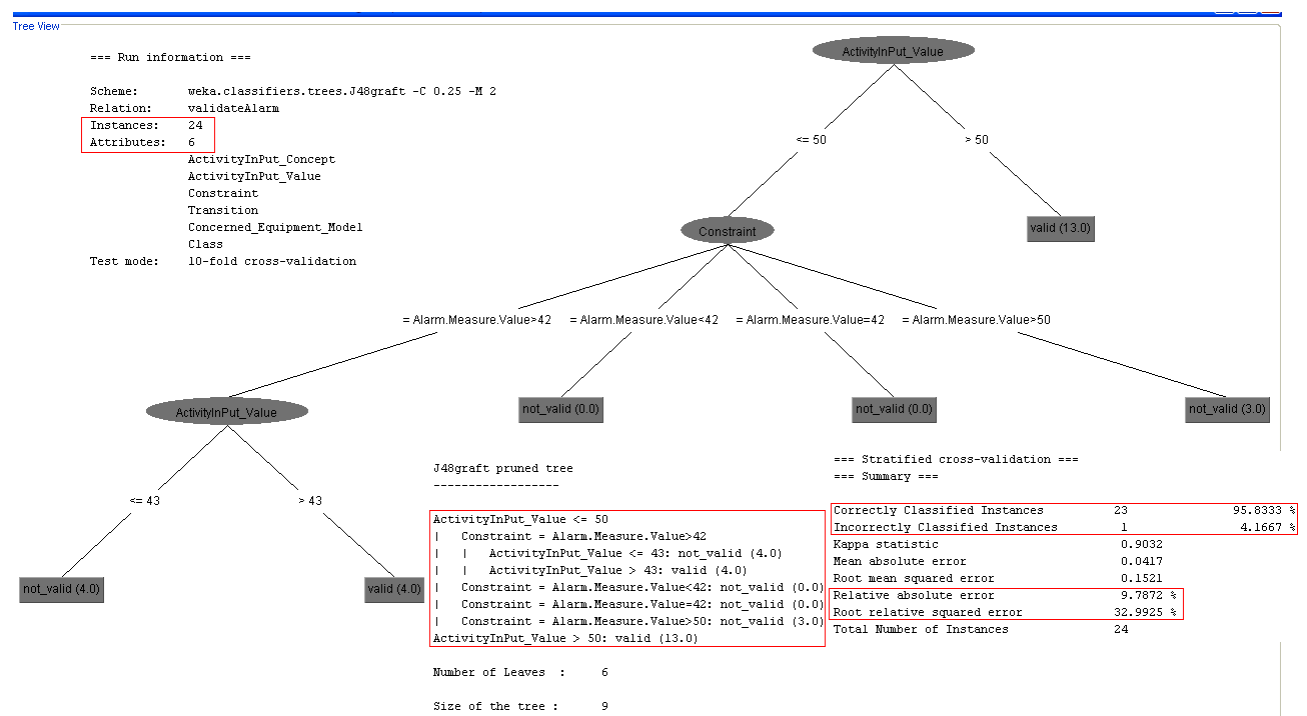 Tree View
=== Run information ===
Scheme: weka.classifiers.trees.J48graft -C 0.25 -M 2
Relation: validateAlarm
Instances: 24
Attributes: 6
ActivityInPut_Concept
ActivityInPut_Value
Constraint
Transition
Concerned_Equipment_Model
Class
Test mode: 10-fold cross-validation
ActivityInPut_Value
<= 50
> 50
Constraint
valid (13.0)
= Alarm.Measure.Value>42
= Alarm.Measure.Value<42
= Alarm.Measure.Value=42
= Alarm.Measure.Value>50
ActivityInPut_Value
not_valid (0.0)
not_valid (0.0)
not_valid (3.0)
<= 43
> 43
not_valid (4.0)
valid (4.0)
J48graft pruned tree
------------------
ActivityInPut_Value <= 50
| Constraint = Alarm.Measure.Value>42
| | ActivityInPut_Value <= 43: not_valid (4.0)
| | ActivityInPut_Value > 43: valid (4.0)
| Constraint = Alarm.Measure.Value<42: not_valid (0.0)
| Constraint = Alarm.Measure.Value=42: not_valid (0.0)
| Constraint = Alarm.Measure.Value>50: not_valid (3.0)
ActivityInPut_Value > 50: valid (13.0)
Number of Leaves : 6
Size of the tree : 9
=== Stratified cross-validation ===
=== Summary ===
Correctly Classified Instances 23 95.8333 %
Incorrectly Classified Instances 1 4.1667 %
Kappa statistic 0.9032
Mean absolute error 0.0417
Root mean squared error 0.1521
Relative absolute error 9.7872 %
Root relative squared error 32.9925 %
Total Number of Instances 24